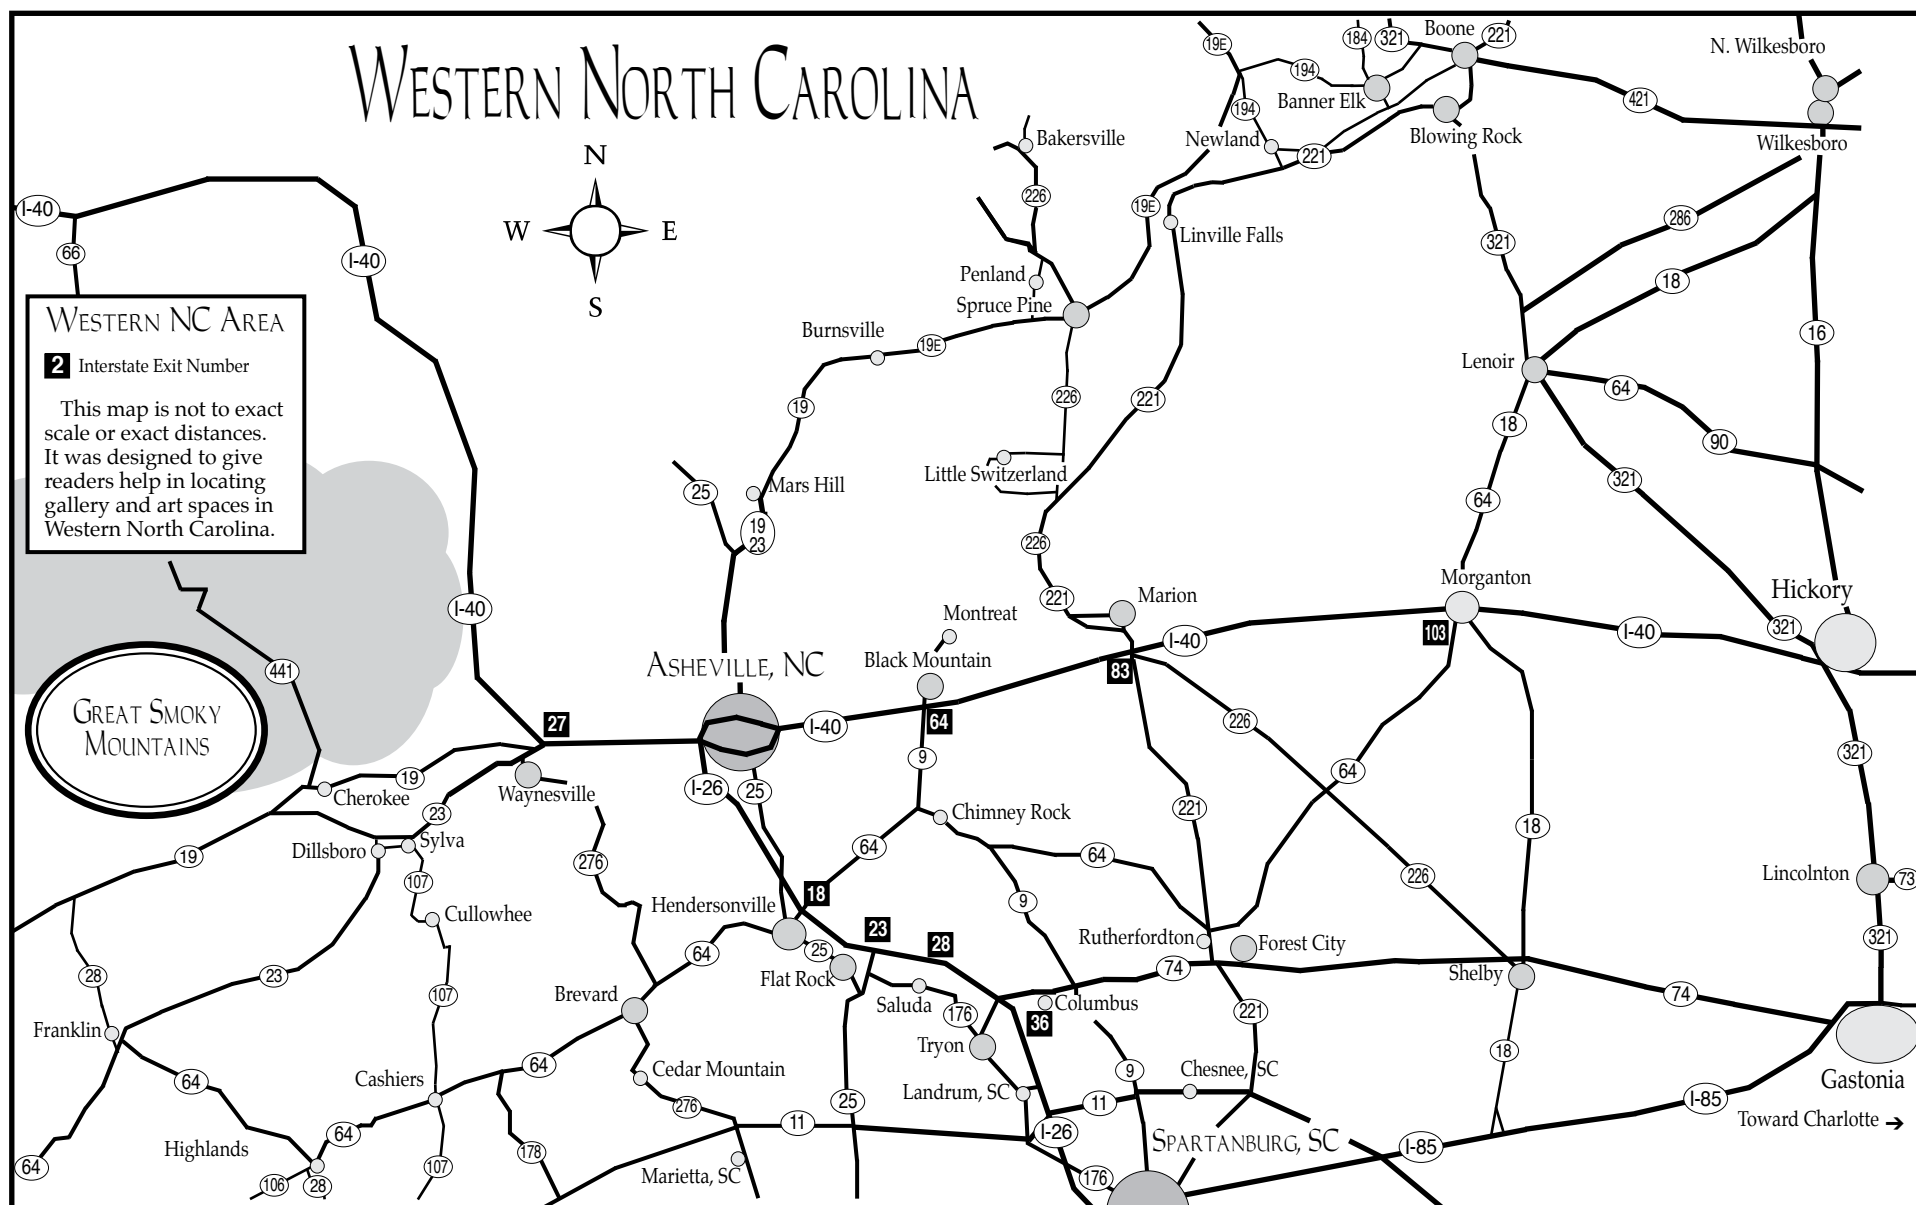 WESTERN NORTH CAROLINA
N
W
E
S
WESTERN NC AREA
2 Interstate Exit Number
This map is not to exact
scale or exact distances.
It was designed to give
readers help in locating
gallery and art spaces in
Western North Carolina.
GREAT SMOKY
MOUNTAINS
I-40
66
I-40
I-40
441
27
19E
184
321
Boone
221
N. Wilkesboro
194
Banner Elk
421
194
Newland
221
Blowing Rock
Wilkesboro
Bakersville
226
19E
Linville Falls
321
286
18
16
Penland
Spruce Pine
Burnsville
19E
19
226
221
Lenoir
64
18
90
Little Switzerland
25
Mars Hill
19
23
226
64
321
221
Marion
Morganton
Hickory
Montreat
Black Mountain
ASHEVILLE, NC
I-40
103
I-40
321
83
64
I-40
226
321
Cherokee
19
Waynesville
I-26
25
9
64
23
Sylva
Dillsboro
Chimney Rock
221
18
19
276
64
64
107
226
Lincolnton
73
18
Hendersonville
9
Cullowhee
23
28
Rutherfordton
Forest City
321
64
25
74
28
23
Flat Rock
Shelby
107
Brevard
Saluda
176
Columbus
36
221
74
Franklin
Tryon
18
64
64
Cashiers
Cedar Mountain
Landrum, SC
9
Chesnee, SC
Gastonia
276
25
11
I-85
11
Toward Charlotte →
64
I-26
SPARTANBURG, SC
I-85
Highlands
178
64
107
Marietta, SC
176
106
28